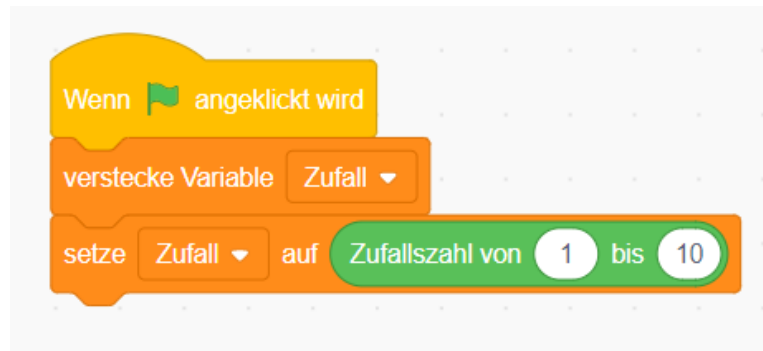 Wenn angeklickt wird
verstecke Variable Zufall
setze Zufall auf Zufallszahl von 1 bis 10